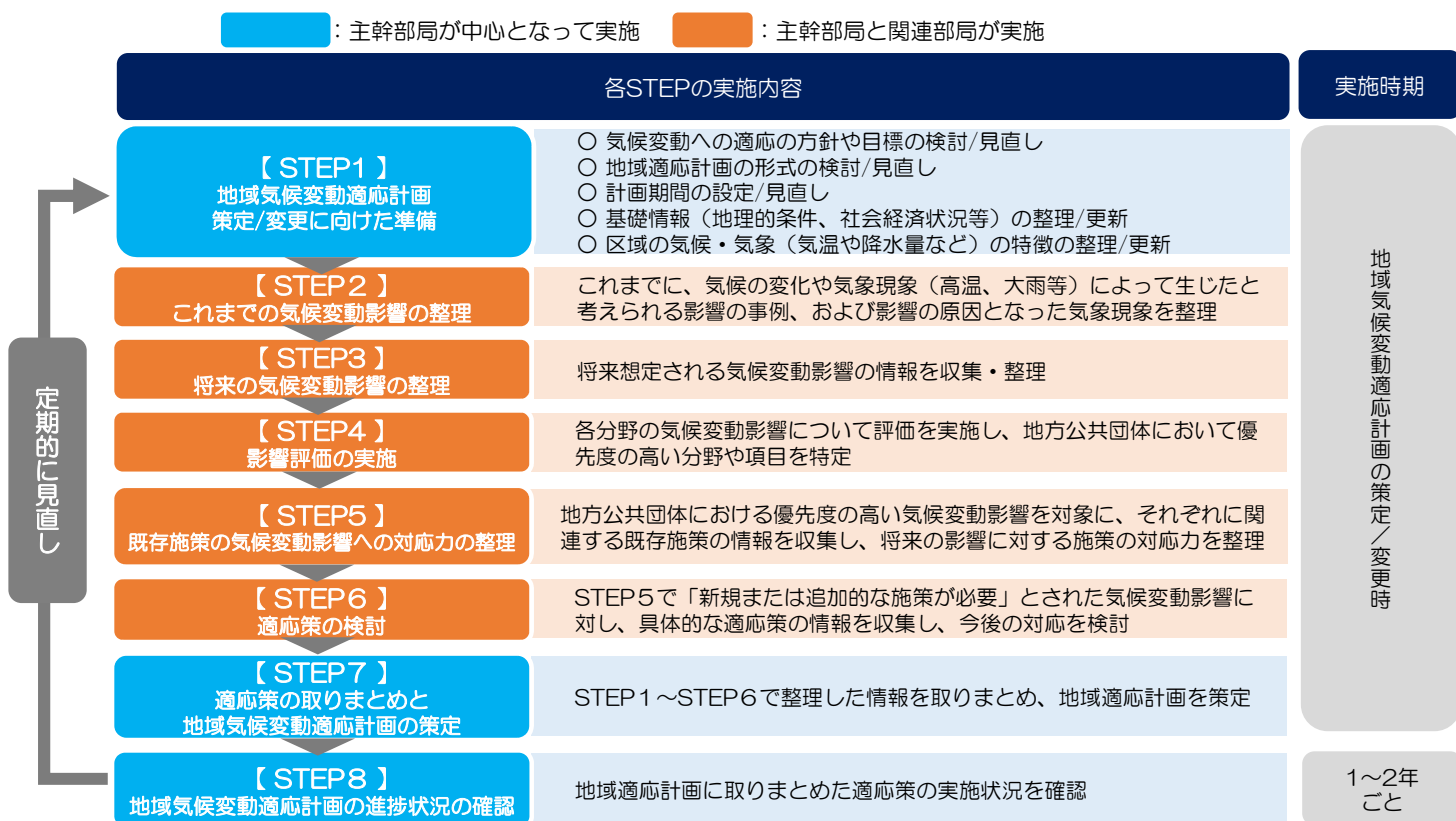 ：主幹部局が中心となって実施
：主幹部局と関連部局が実施
各STEPの実施内容
実施時期
【 STEP1 】
地域気候変動適応計画
策定/変更に向けた準備
〇 気候変動への適応の方針や目標の検討/見直し
〇 地域適応計画の形式の検討/見直し
〇 計画期間の設定/見直し
〇 基礎情報（地理的条件、社会経済状況等）の整理/更新
〇 区域の気候・気象（気温や降水量など）の特徴の整理/更新
【 STEP２ 】
これまでの気候変動影響の整理
これまでに、気候の変化や気象現象（高温、大雨等）によって生じたと
考えられる影響の事例、および影響の原因となった気象現象を整理
【 STEP3 】
将来の気候変動影響の整理
将来想定される気候変動影響の情報を収集・整理
【 STEP4 】
影響評価の実施
各分野の気候変動影響について評価を実施し、地方公共団体において優
先度の高い分野や項目を特定
【 STEP5 】
既存施策の気候変動影響への対応力の整理
地方公共団体における優先度の高い気候変動影響を対象に、それぞれに関
連する既存施策の情報を収集し、将来の影響に対する施策の対応力を整理
【 STEP６ 】
適応策の検討
STEP５で「新規または追加的な施策が必要」とされた気候変動影響に
対し、具体的な適応策の情報を収集し、今後の対応を検討
【 STEP７ 】
適応策の取りまとめと
地域気候変動適応計画の策定
STEP１～STEP６で整理した情報を取りまとめ、地域適応計画を策定
【 STEP８ 】
地域気候変動適応計画の進捗状況の確認
地域適応計画に取りまとめた適応策の実施状況を確認
定期的に見直し
地域気候変動適応計画の策定／変更時
1～2年
ごと